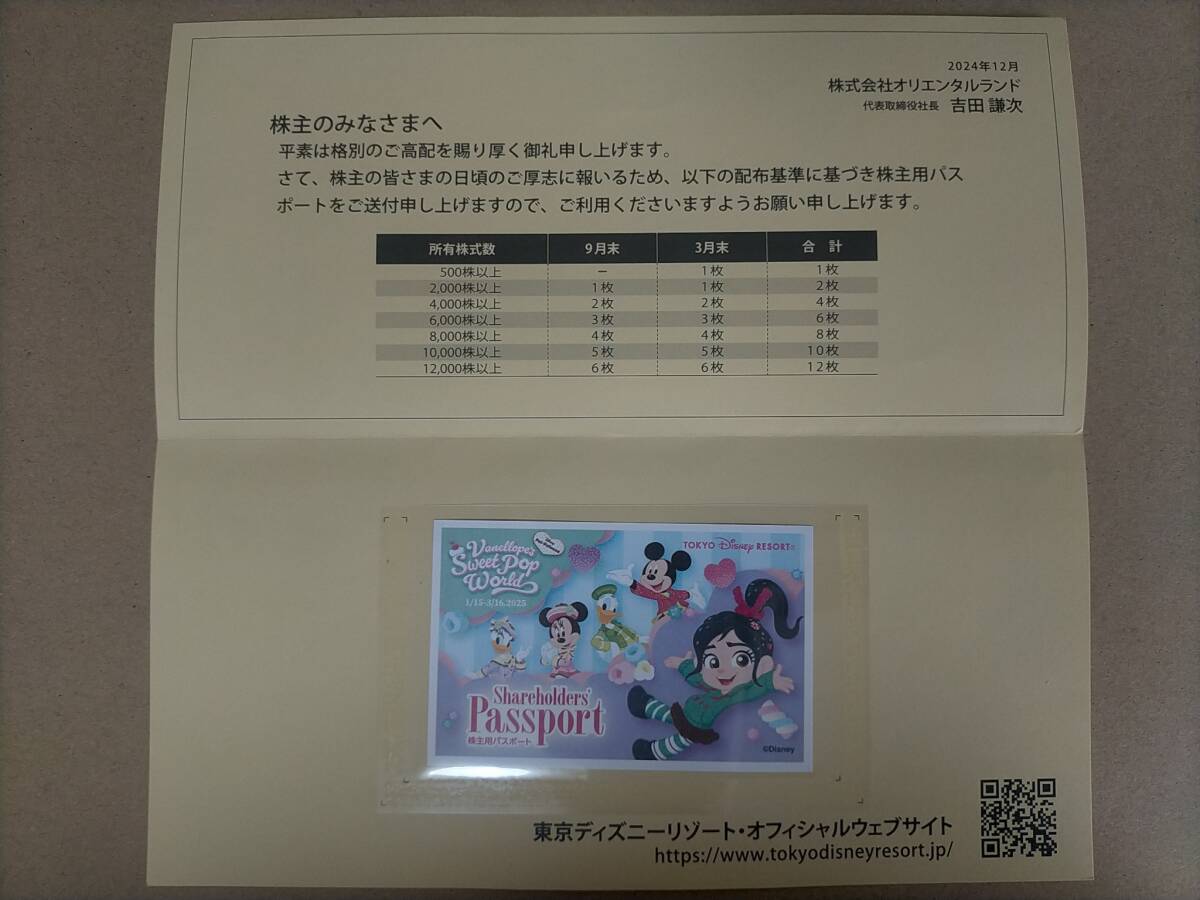 2024年12月
株式会社オリエンタルランド
代表取締役社長 吉田 謙次
株主のみなさまへ
平素は格別のご高配を賜り厚く御礼申し上げます。
さて、株主の皆さまの日頃のご厚志に報いるため、以下の配布基準に基づき株主用パス
ポートをご送付申し上げますので、ご利用くださいますようお願い申し上げます。
所有株式数 9月末 3月末 合 計
500株以上 − 1枚 1枚
2,000株以上 1枚 1枚 2枚
4,000株以上 2枚 2枚 4枚
6,000株以上 3枚 3枚 6枚
8,000株以上 4枚 4枚 8枚
10,000株以上 5枚 5枚 10枚
12,000株以上 6枚 6枚 12枚
TOKYO Disney RESORT®
Vanellope's
Sweet Pop
World
1/15-3/16.2025
Shareholders'
Passport
株主用パスポート
©Disney
東京ディズニーリゾート・オフィシャルウェブサイト
https://www.tokyodisneyresort.jp/